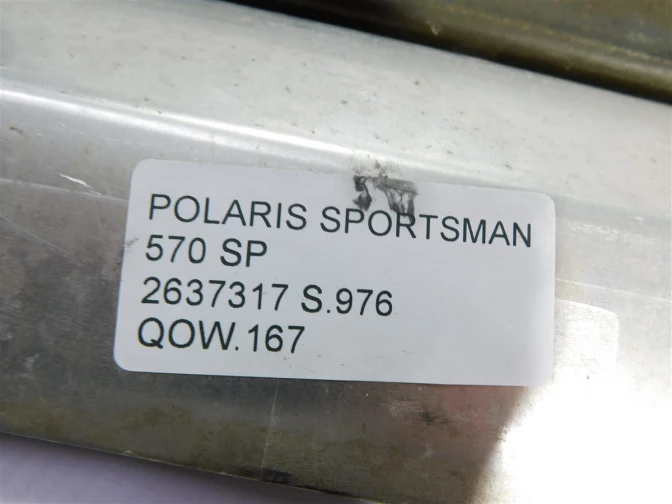 POLARIS SPORTSMAN
570 SP
2637317 S.976
QOW.167